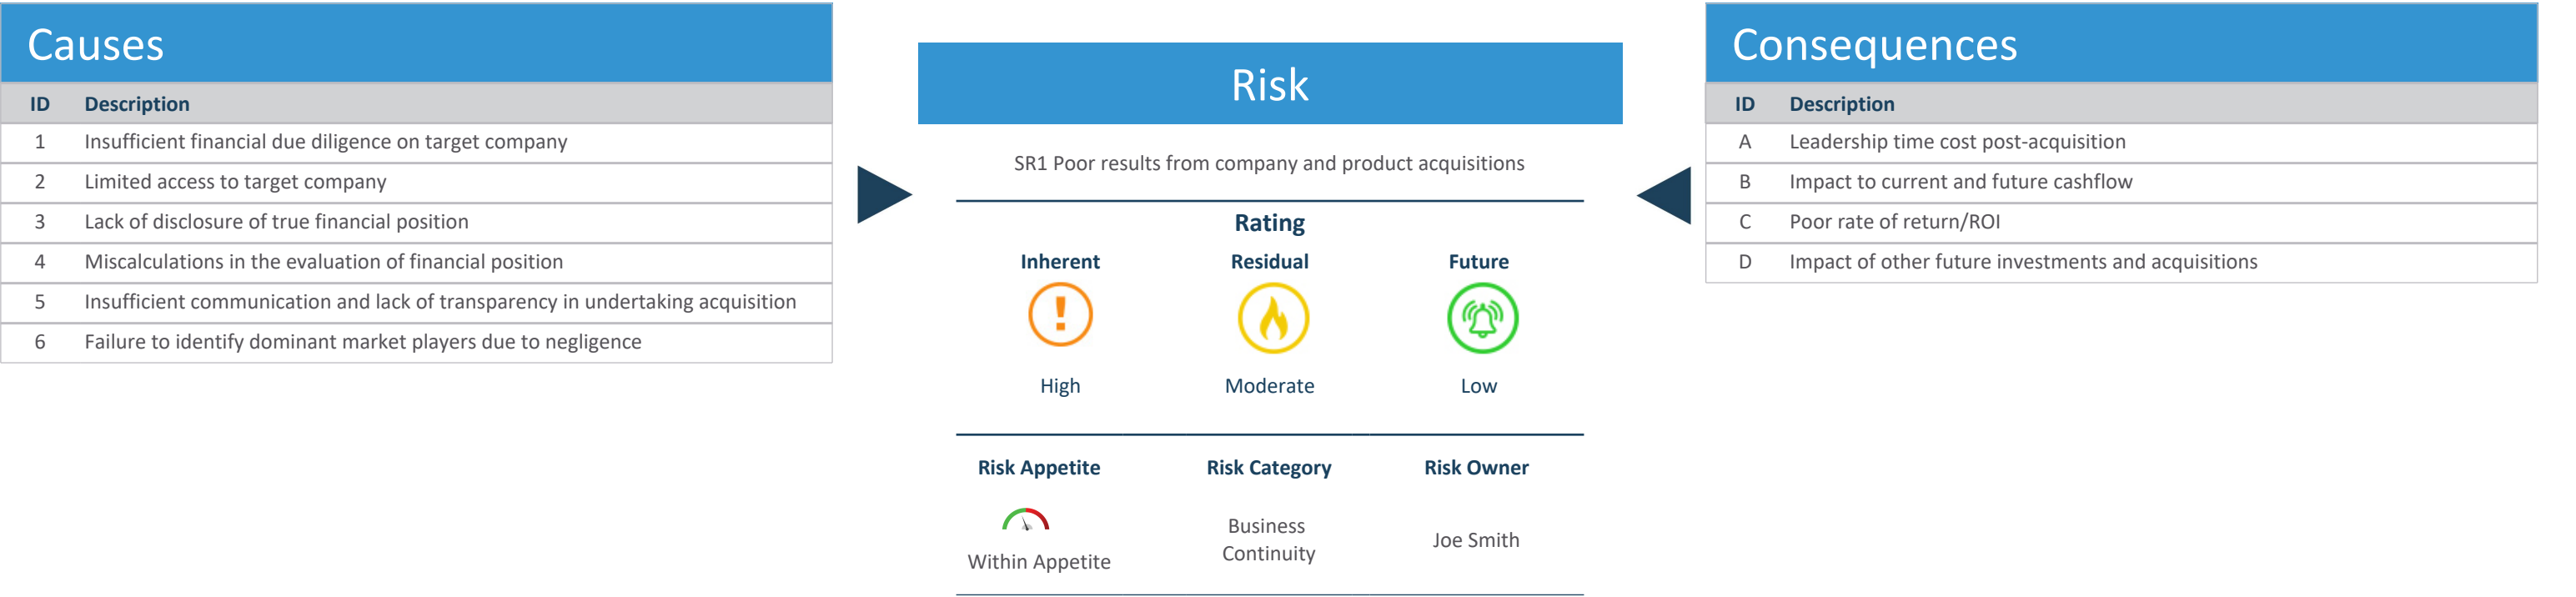 Causes
ID Description
1 Insufficient financial due diligence on target company
2 Limited access to target company
3 Lack of disclosure of true financial position
4 Miscalculations in the evaluation of financial position
5 Insufficient communication and lack of transparency in undertaking acquisition
6 Failure to identify dominant market players due to negligence
Risk
SR1 Poor results from company and product acquisitions
Rating
Inherent Residual Future
High Moderate Low
Risk Appetite Risk Category Risk Owner
Within Appetite
Business
Continuity
Joe Smith
Consequences
ID Description
A Leadership time cost post-acquisition
B Impact to current and future cashflow
C Poor rate of return/ROI
D Impact of other future investments and acquisitions